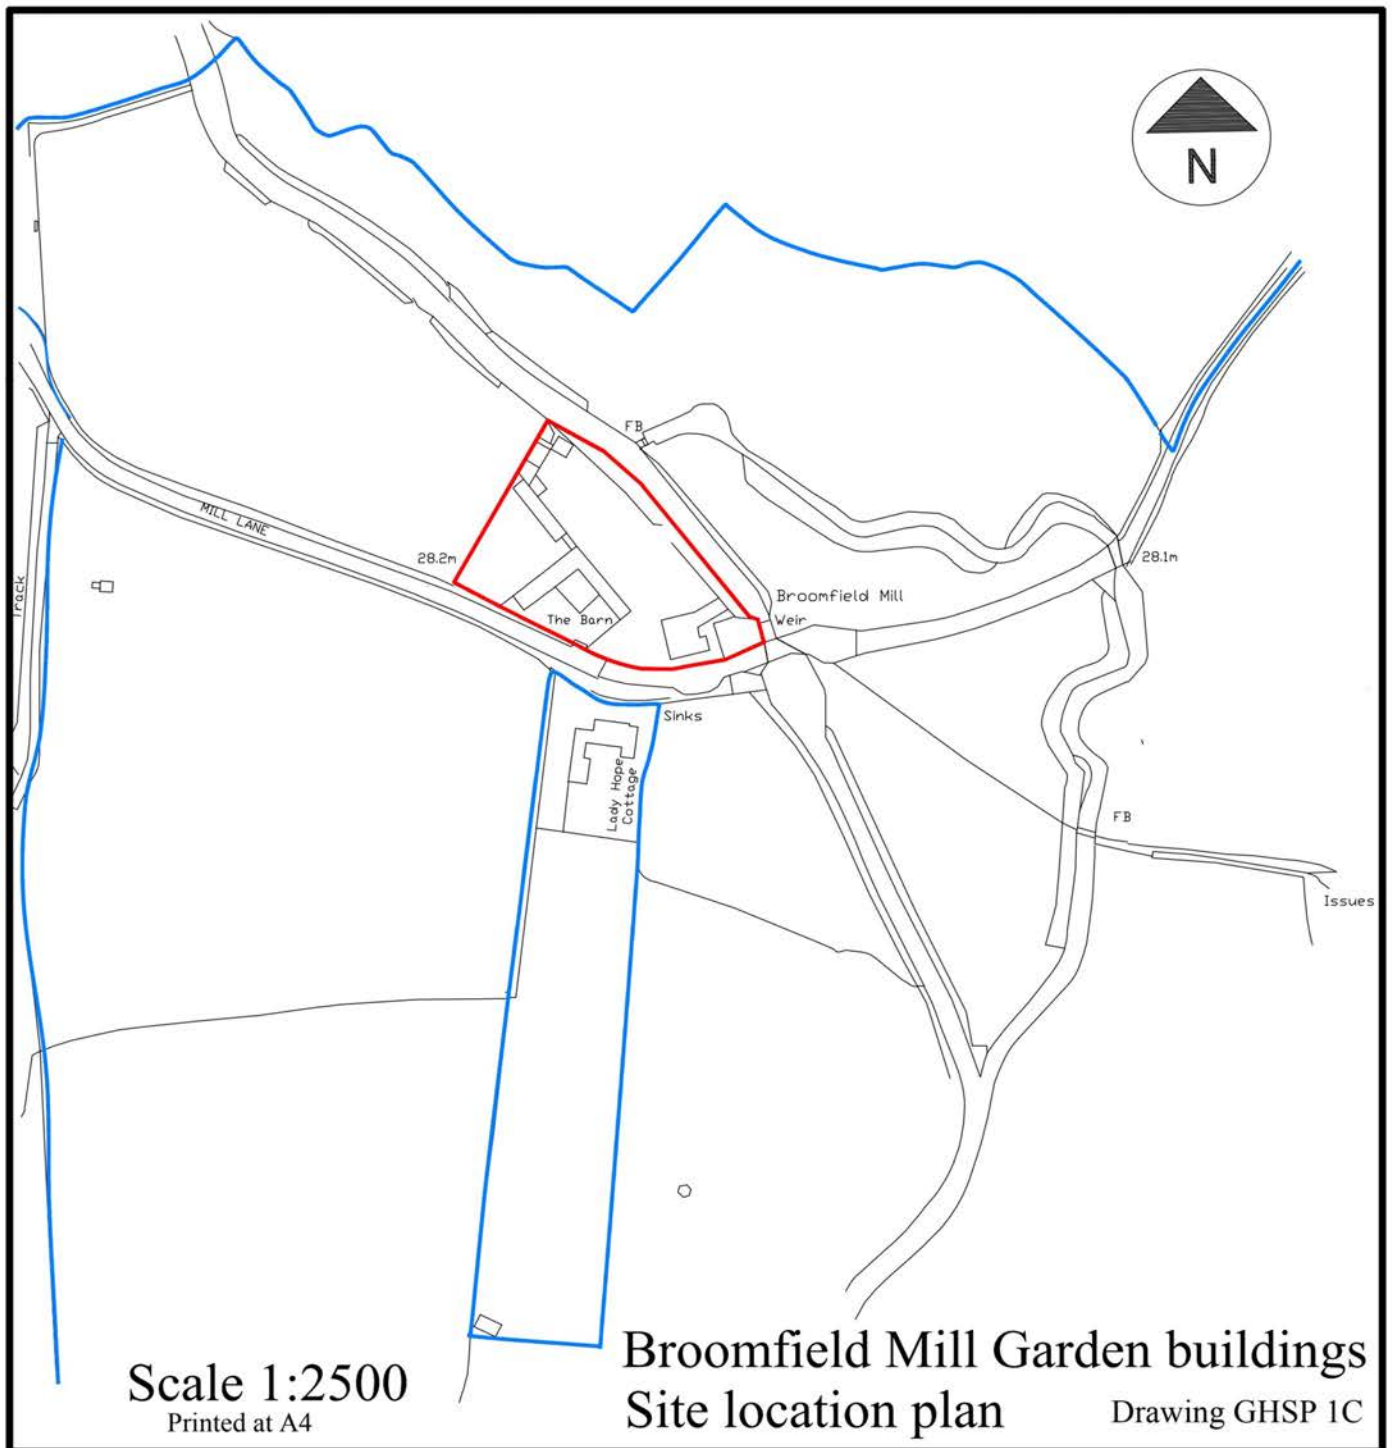 N
FB
MILL LANE
28.2m
28.1m
Track
Broomfield Mill
The Barn
Weir
Sinks
Lady Hope
Cottage
FB
Issues
Scale 1:2500
Printed at A4
Broomfield Mill Garden buildings
Site location plan
Drawing GHSP 1C